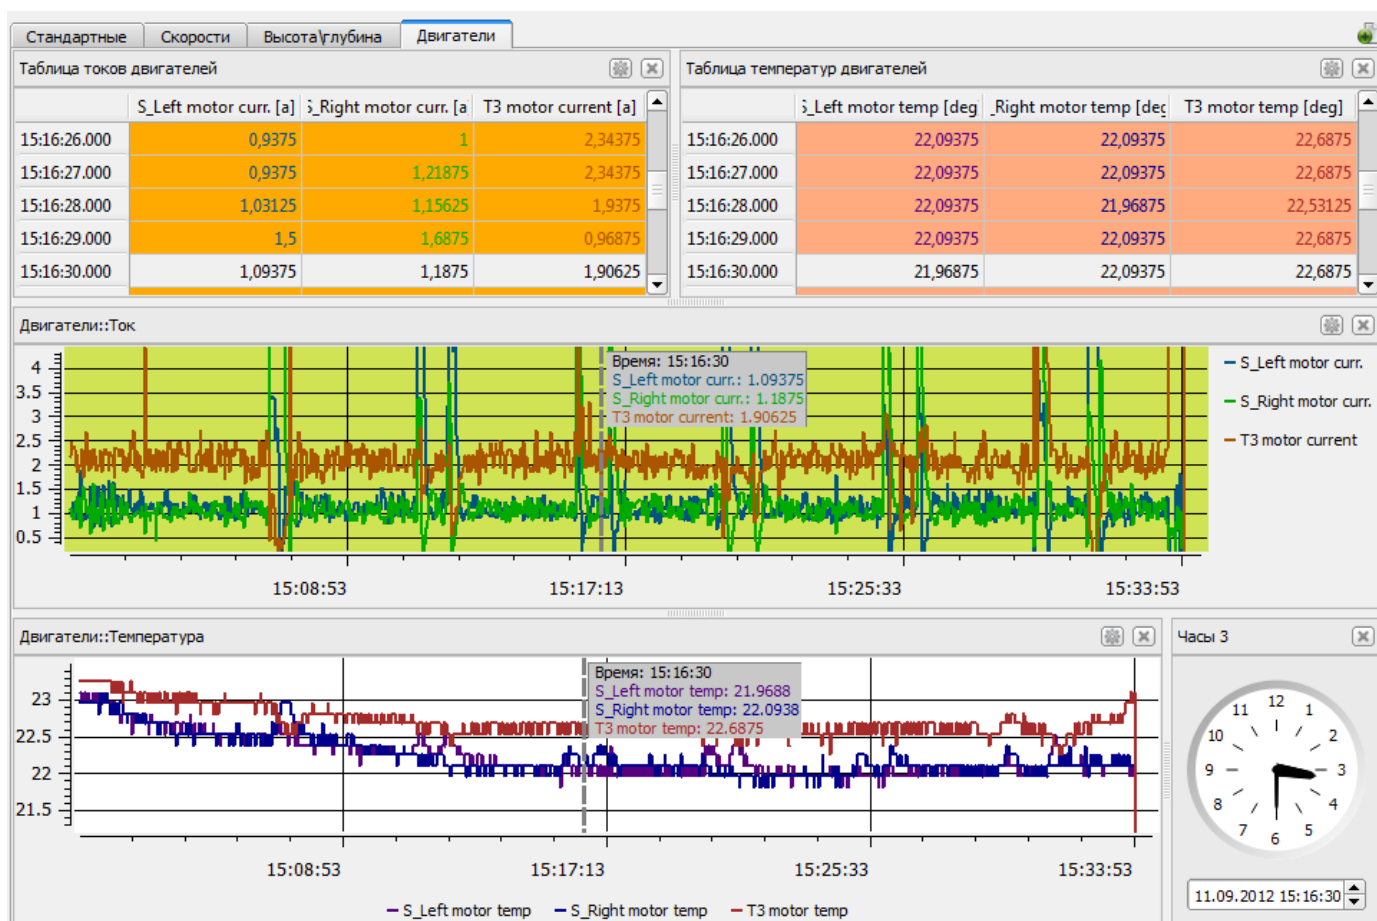 Стандартные Скорости Высота\глубина Двигатели
Таблица токов двигателей
S_Left motor curr. [a] S_Right motor curr. [a T3 motor current [a]
15:16:26.000 0,9375 1 2,34375
15:16:27.000 0,9375 1,21875 2,34375
15:16:28.000 1,03125 1,15625 1,9375
15:16:29.000 1,5 1,6875 0,96875
15:16:30.000 1,09375 1,1875 1,90625
Таблица температур двигателей
S_Left motor temp [deg _Right motor temp [deg T3 motor temp [deg]
15:16:26.000 22,09375 22,09375 22,6875
15:16:27.000 22,09375 22,09375 22,6875
15:16:28.000 22,09375 21,96875 22,53125
15:16:29.000 22,09375 22,09375 22,6875
15:16:30.000 21,96875 22,09375 22,6875
Двигатели::Ток
4
3.5
3
2.5
2
1.5
1
0.5
Время: 15:16:30
S_Left motor curr.: 1.09375
S_Right motor curr.: 1.1875
T3 motor current: 1.90625
S_Left motor curr.
S_Right motor curr.
T3 motor current
15:08:53 15:17:13 15:25:33 15:33:53
Двигатели::Температура
23
22.5
22
21.5
Время: 15:16:30
S_Left motor temp: 21.9688
S_Right motor temp: 22.0938
T3 motor temp: 22.6875
15:08:53 15:17:13 15:25:33 15:33:53
S_Left motor temp S_Right motor temp T3 motor temp
Часы 3
12
11 1
10 2
9 3
8 4
7 5
6
11.09.2012 15:16:30